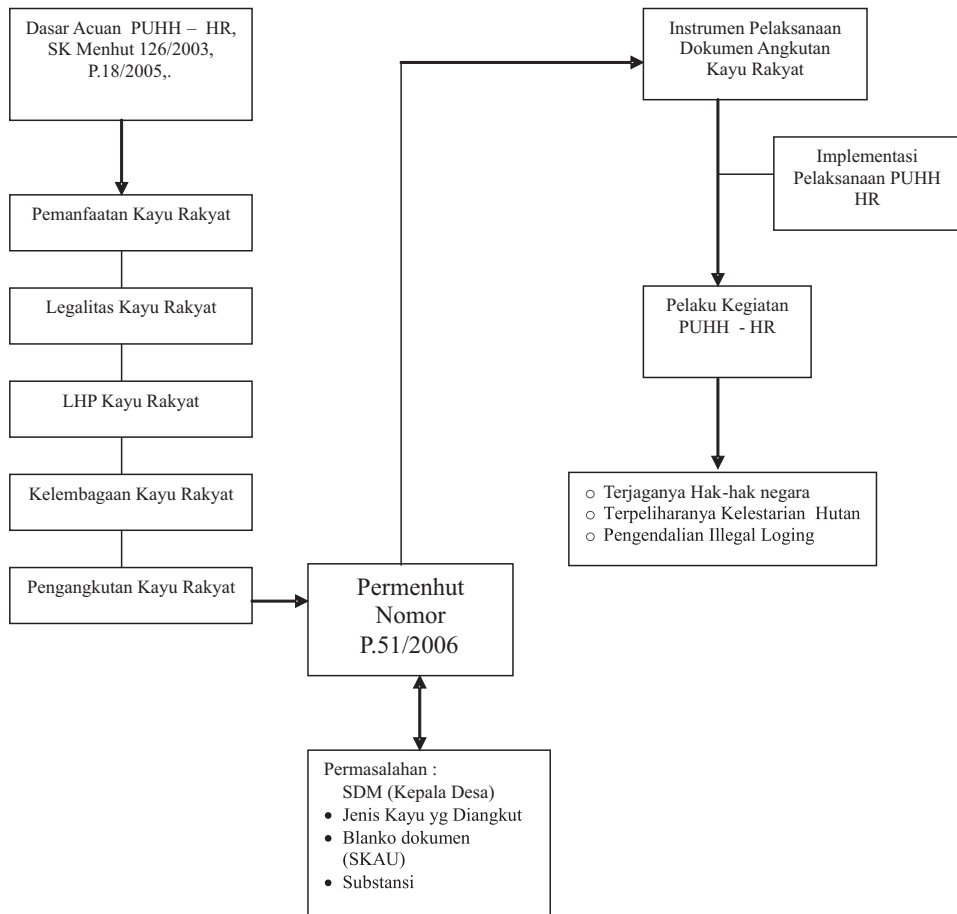 Dasar Acuan PUHH – HR,
SK Menhut 126/2003,
P.18/2005,.
Pemanfaatan Kayu Rakyat
Legalitas Kayu Rakyat
LHP Kayu Rakyat
Kelembagaan Kayu Rakyat
Pengangkutan Kayu Rakyat
Permenhut
Nomor
P.51/2006
Permasalahan :
SDM (Kepala Desa)
• Jenis Kayu yg Diangkut
• Blanko dokumen
(SKAU)
• Substansi
Instrumen Pelaksanaan
Dokumen Angkutan
Kayu Rakyat
Implementasi
Pelaksanaan PUHH
HR
Pelaku Kegiatan
PUHH - HR
o Terjaganya Hak-hak negara
o Terpeliharanya Kelestarian Hutan
o Pengendalian Illegal Loging